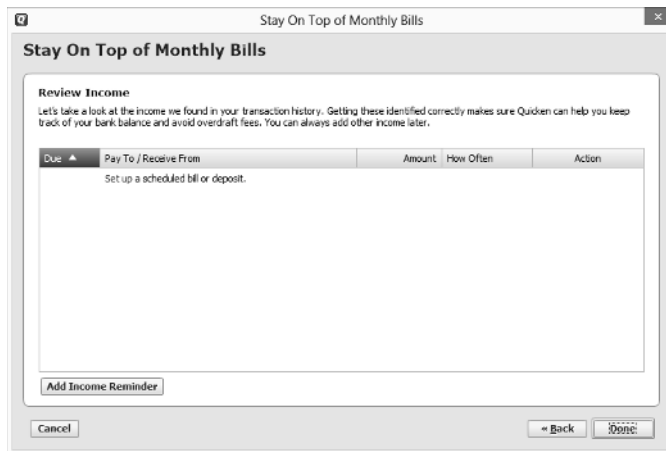 Stay On Top of Monthly Bills
Stay On Top of Monthly Bills
Review Income
Let's take a look at the income we found in your transaction history. Getting these identified correctly makes sure Quicken can help you keep
track of your bank balance and avoid overdraft fees. You can always add other income later.
Due Pay To / Receive From Amount How Often Action
Set up a scheduled bill or deposit.
Add Income Reminder
Cancel « Back Done